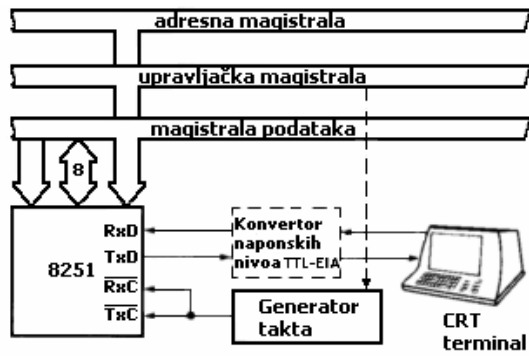 adresna magistrala
upravljačka magistrala
magistrala podataka
8
8251
RxD
TxD
RxC
TxC
Konvertor
naponskih
nivoa TTL-EIA
Generator
takta
CRT
terminal